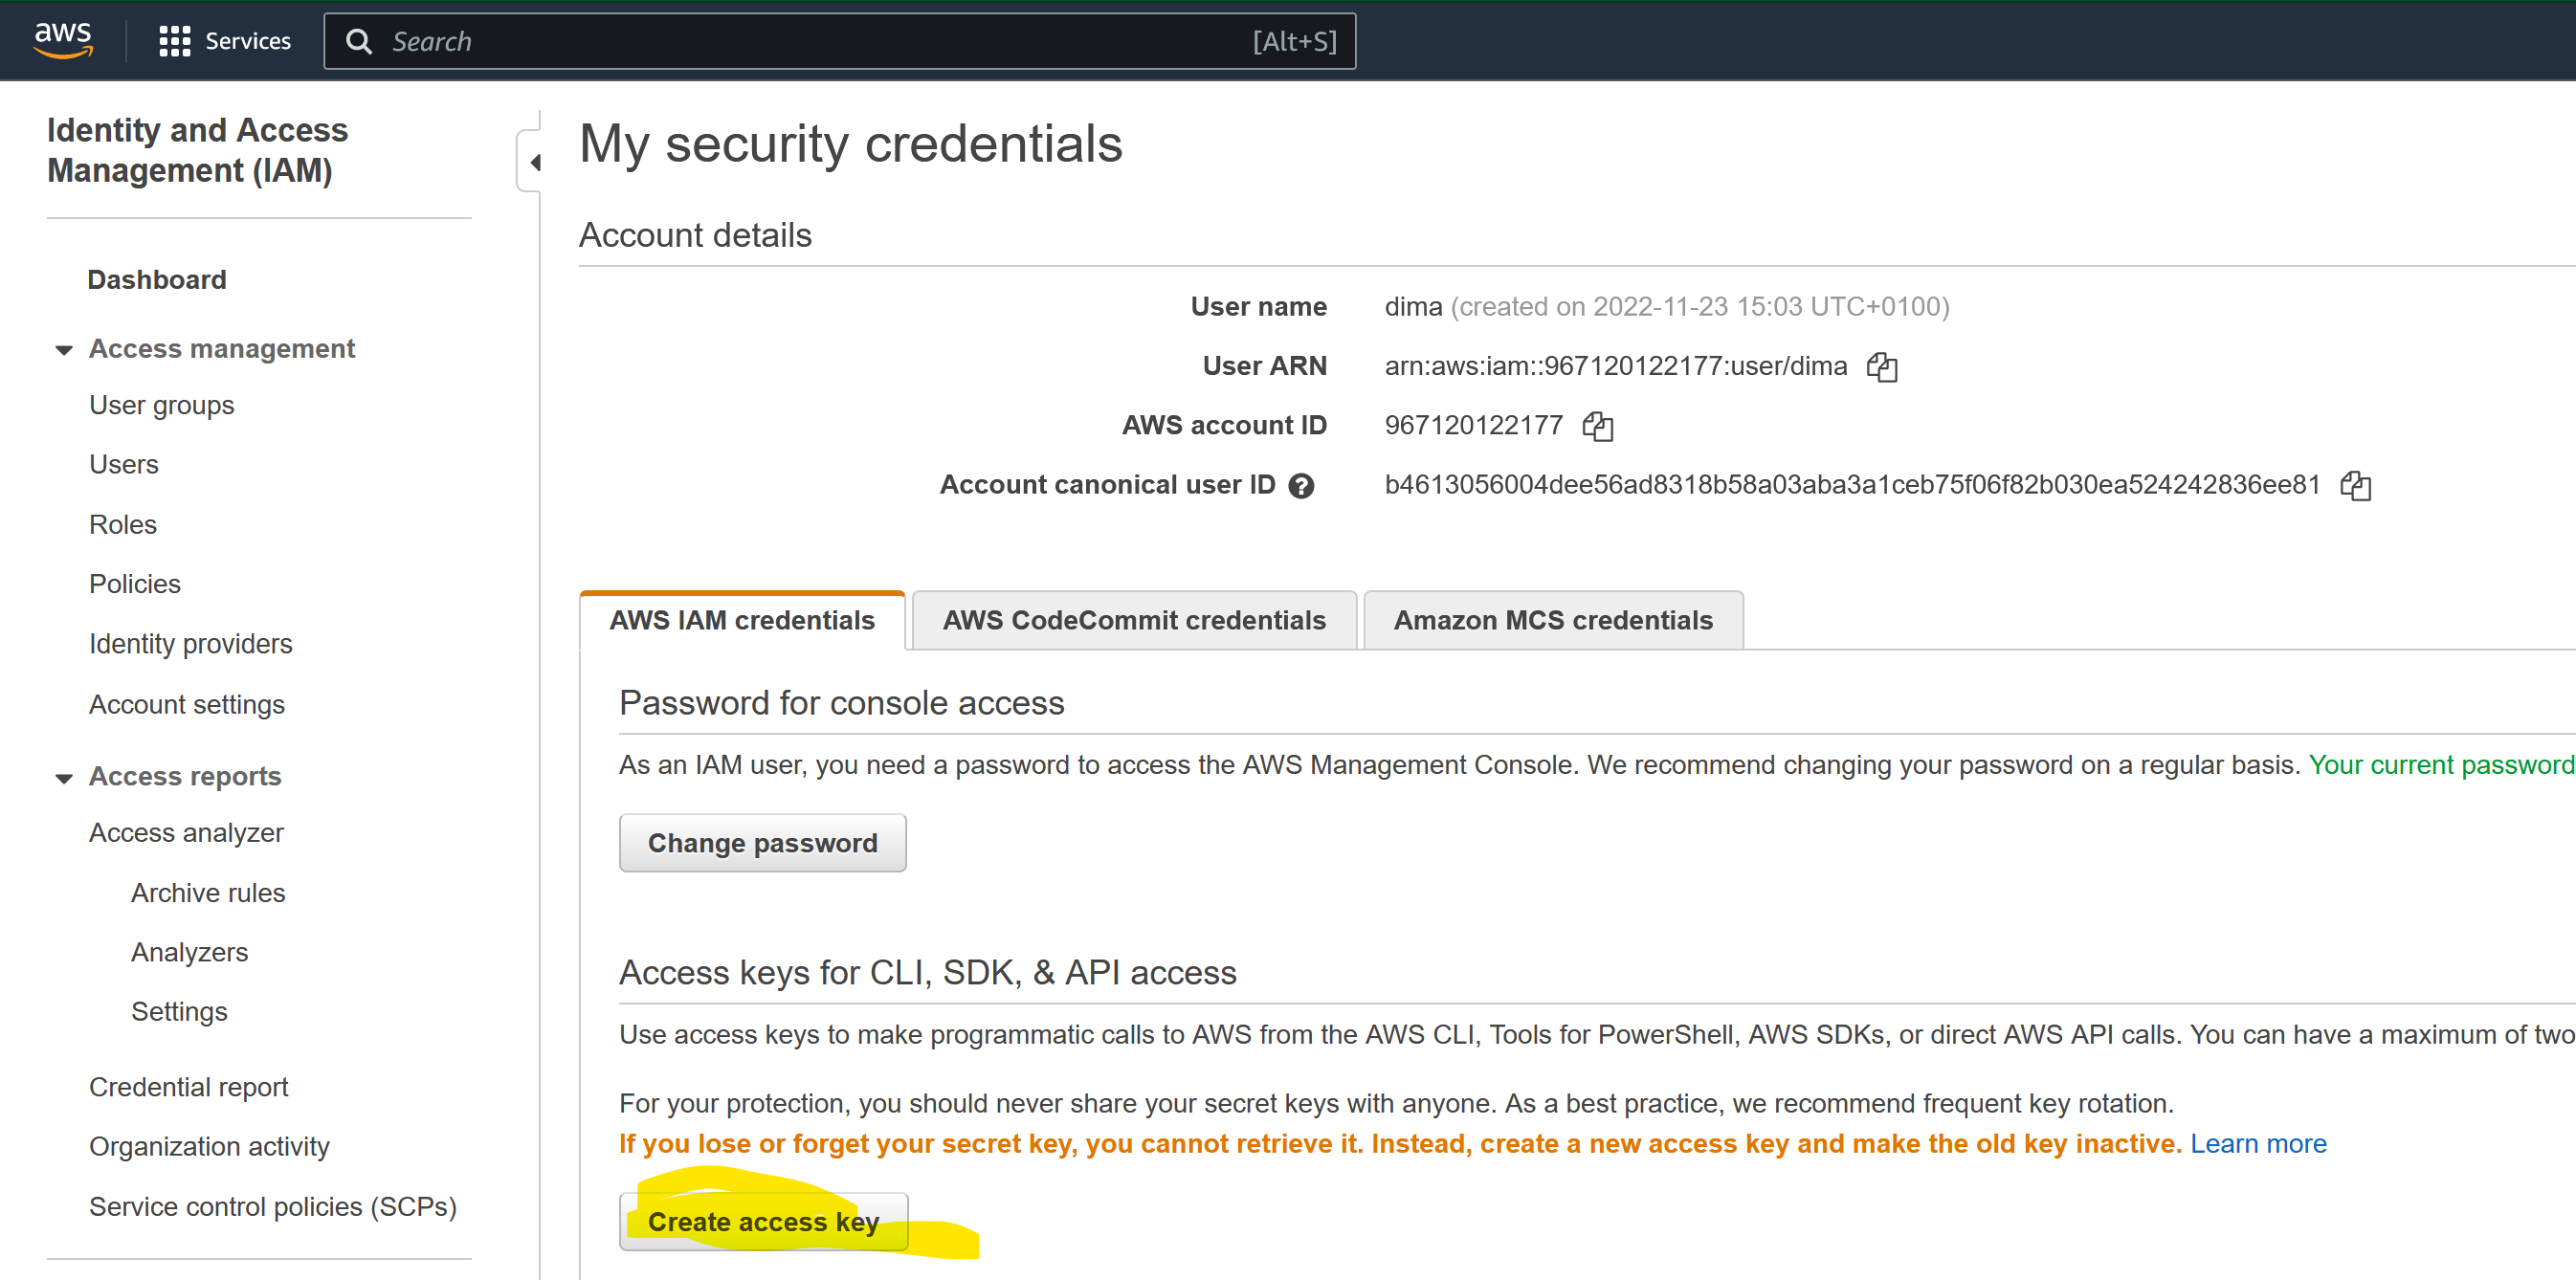 aws
Services
Search
[Alt+S]
Identity and Access
Management (IAM)
Dashboard
Access management
User groups
Users
Roles
Policies
Identity providers
Account settings
Access reports
Access analyzer
Archive rules
Analyzers
Settings
Credential report
Organization activity
Service control policies (SCPs)
My security credentials
Account details
User name dima (created on 2022-11-23 15:03 UTC+0100)
User ARN arn:aws:iam::967120122177:user/dima
AWS account ID 967120122177
Account canonical user ID b4613056004dee56ad8318b58a03aba3a1ceb75f06f82b030ea524242836ee81
AWS IAM credentials
AWS CodeCommit credentials
Amazon MCS credentials
Password for console access
As an IAM user, you need a password to access the AWS Management Console. We recommend changing your password on a regular basis. Your current password
Change password
Access keys for CLI, SDK, & API access
Use access keys to make programmatic calls to AWS from the AWS CLI, Tools for PowerShell, AWS SDKs, or direct AWS API calls. You can have a maximum of two
For your protection, you should never share your secret keys with anyone. As a best practice, we recommend frequent key rotation.
If you lose or forget your secret key, you cannot retrieve it. Instead, create a new access key and make the old key inactive. Learn more
Create access key